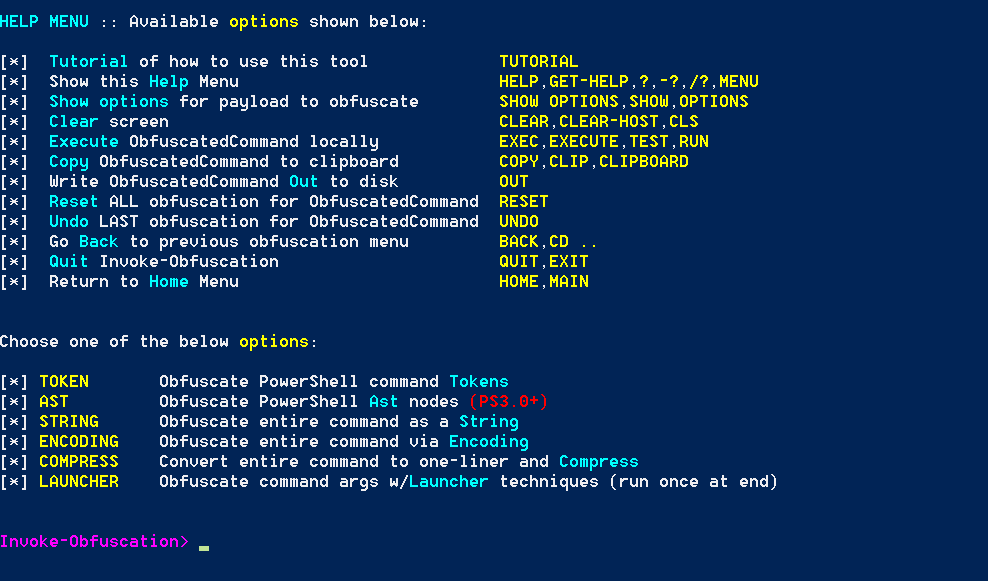 HELP MENU :: Available options shown below:
[*] Tutorial of how to use this tool TUTORIAL
[*] Show this Help Menu HELP,GET-HELP,?,-?,/?,MENU
[*] Show options for payload to obfuscate SHOW OPTIONS,SHOW,OPTIONS
[*] Clear screen CLEAR,CLEAR-HOST,CLS
[*] Execute ObfuscatedCommand locally EXEC,EXECUTE,TEST,RUN
[*] Copy ObfuscatedCommand to clipboard COPY,CLIP,CLIPBOARD
[*] Write ObfuscatedCommand Out to disk OUT
[*] Reset ALL obfuscation for ObfuscatedCommand RESET
[*] Undo LAST obfuscation for ObfuscatedCommand UNDO
[*] Go Back to previous obfuscation menu BACK,CD ..
[*] Quit Invoke-Obfuscation QUIT,EXIT
[*] Return to Home Menu HOME,MAIN
Choose one of the below options:
[*] TOKEN Obfuscate PowerShell command Tokens
[*] AST Obfuscate PowerShell Ast nodes (PS3.0+)
[*] STRING Obfuscate entire command as a String
[*] ENCODING Obfuscate entire command via Encoding
[*] COMPRESS Convert entire command to one-liner and Compress
[*] LAUNCHER Obfuscate command args w/Launcher techniques (run once at end)
Invoke-Obfuscation> _